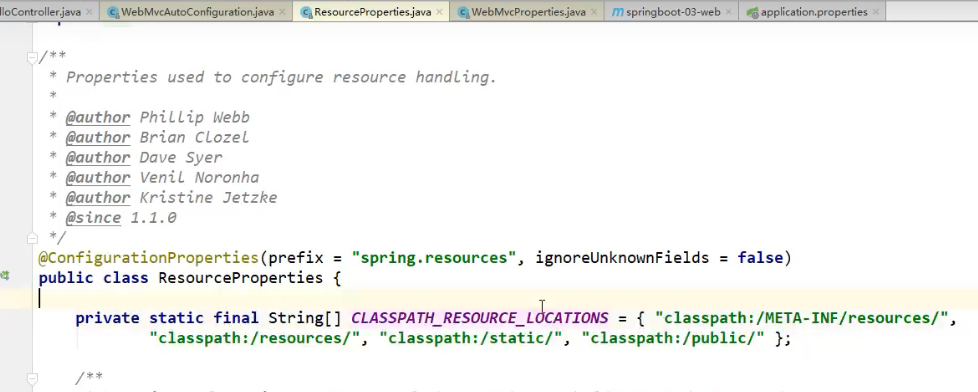 lloController.java × WebMvcAutoConfiguration.java × ResourceProperties.java × WebMvcProperties.java × springboot-03-web × application.properties ×
/**
* Properties used to configure resource handling.
*
* @author Phillip Webb
* @author Brian Clozel
* @author Dave Syer
* @author Venil Noronha
* @author Kristine Jetzke
* @since 1.1.0
*/
@ConfigurationProperties(prefix = "spring.resources", ignoreUnknownFields = false)
public class ResourceProperties {
private static final String[] CLASSPATH_RESOURCE_LOCATIONS = { "classpath:/META-INF/resources/",
"classpath:/resources/", "classpath:/static/", "classpath:/public/" };
/**